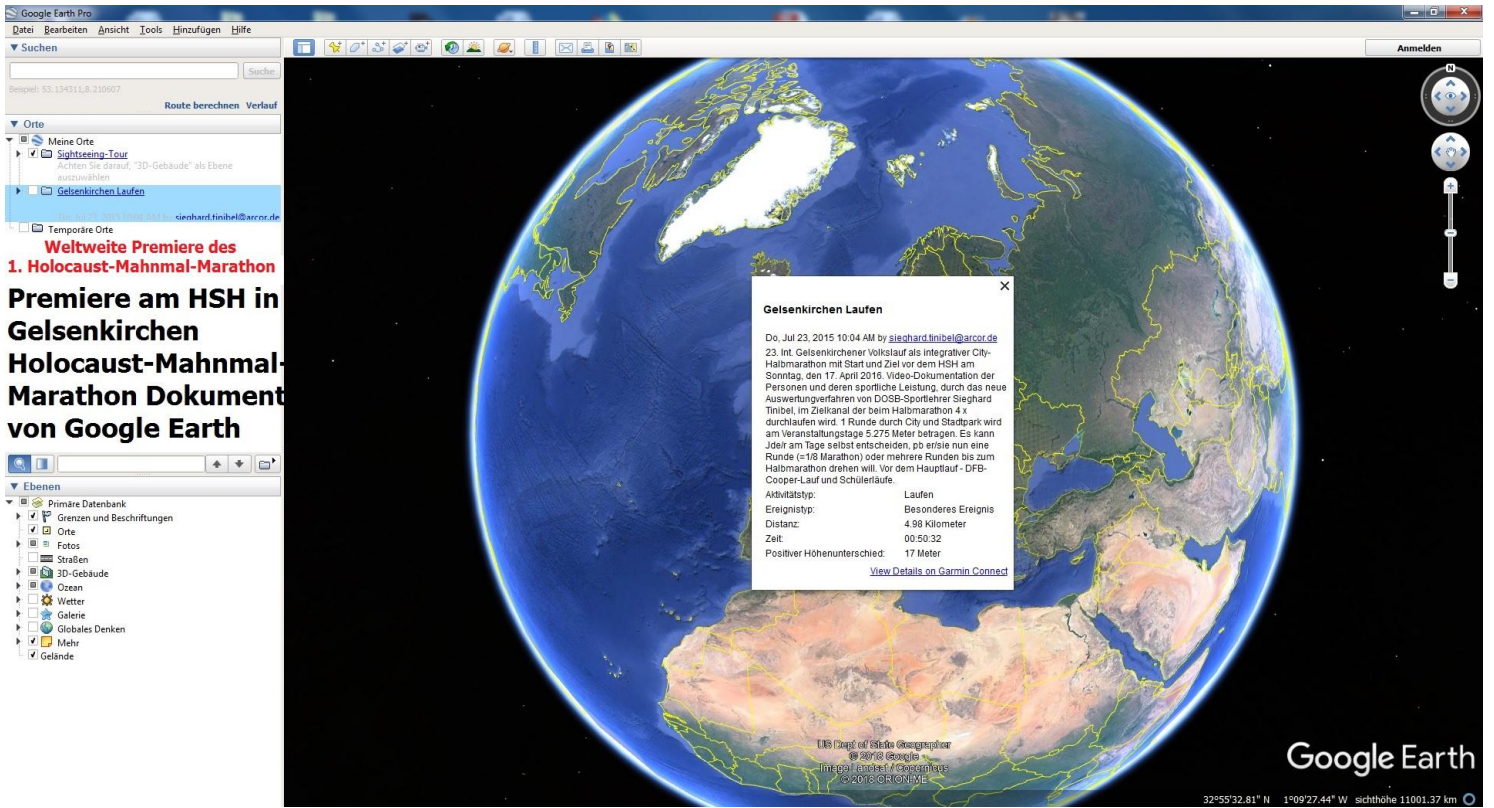 Google Earth Pro
Datei Bearbeiten Ansicht Tools Hinzufügen Hilfe
▼ Suchen
Suche
Beispiel: 53.134311,8.210607
Route berechnen Verlauf
▼ Orte
Meine Orte
Sightseeing-Tour
Achten Sie darauf, "3D-Gebäude" als Ebene
auszuwählen
Gelsenkirchen Laufen
Do, Jul 23, 2015 10:04 AM by sieghard.tinibel@arcor.de
Temporäre Orte
Weltweite Premiere des
1. Holocaust-Mahnmal-Marathon
Premiere am HSH in
Gelsenkirchen
Holocaust-Mahnmal-
Marathon Dokument
von Google Earth
▼ Ebenen
Primäre Datenbank
Grenzen und Beschriftungen
Orte
Fotos
Straßen
3D-Gebäude
Ozean
Wetter
Galerie
Globales Denken
Mehr
Gelände
Anmelden
N
Gelsenkirchen Laufen
Do, Jul 23, 2015 10:04 AM by sieghard.tinibel@arcor.de
23. Int. Gelsenkirchener Volkslauf als integrativer City-
Halbmarathon mit Start und Ziel vor dem HSH am
Sonntag, den 17. April 2016. Video-Dokumentation der
Personen und deren sportliche Leistung, durch das neue
Auswertungverfahren von DOSB-Sportlehrer Sieghard
Tinibel, im Zielkanal der beim Halbmarathon 4 x
durchlaufen wird. 1 Runde durch City und Stadtpark wird
am Veranstaltungstage 5.275 Meter betragen. Es kann
Jde/r am Tage selbst entscheiden, pb er/sie nun eine
Runde (=1/8 Marathon) oder mehrere Runden bis zum
Halbmarathon drehen will. Vor dem Hauptlauf - DFB-
Cooper-Lauf und Schülerläufe.
Aktivitätstyp: Laufen
Ereignistyp: Besonderes Ereignis
Distanz: 4.98 Kilometer
Zeit: 00:50:32
Positiver Höhenunterschied: 17 Meter
View Details on Garmin Connect
US Dept of State Geographer
© 2018 Google
Image Landsat / Copernicus
© 2018 ORION-ME
Google Earth
32°55'32.81" N 1°09'27.44" W sichthöhe 11001.37 km